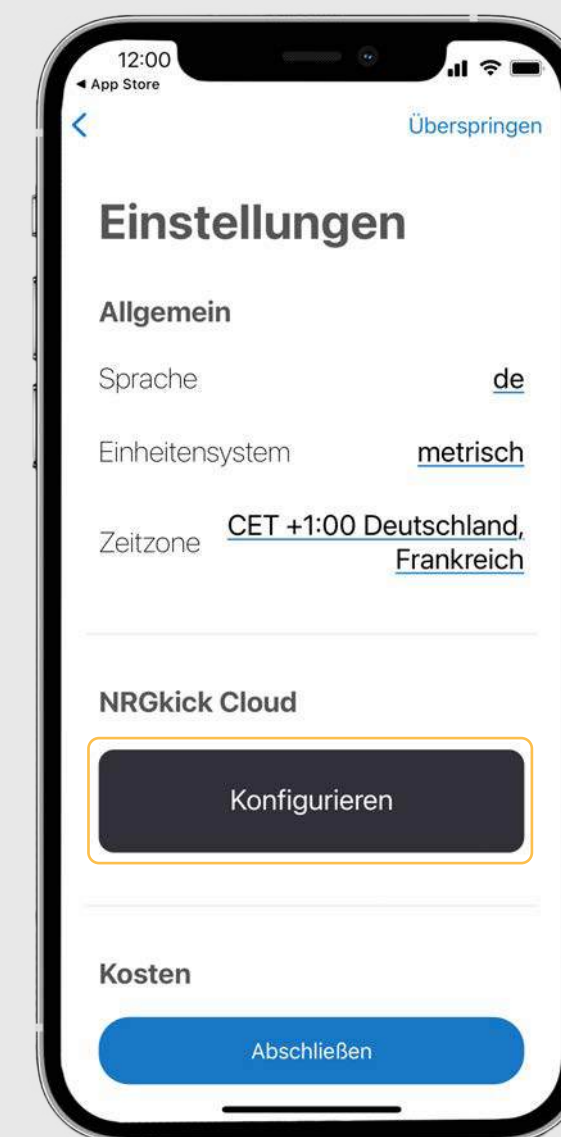 12:00
App Store
Überspringen
Einstellungen
Allgemein
Sprache de
Einheitensystem metrisch
Zeitzone CET +1:00 Deutschland,
Frankreich
NRGkick Cloud
Konfigurieren
Kosten
Abschließen